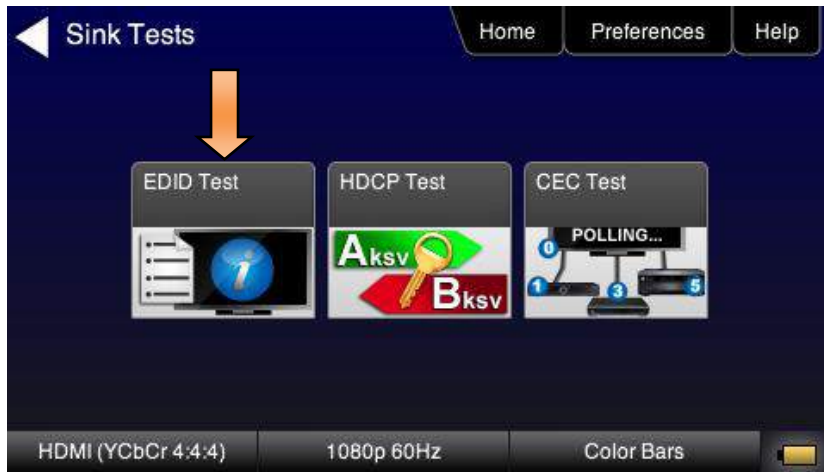 Sink Tests
Home
Preferences
Help
EDID Test
HDCP Test
CEC Test
i
Aksv
Bksv
POLLING...
0
1
3
5
HDMI (YCbCr 4:4:4)
1080p 60Hz
Color Bars